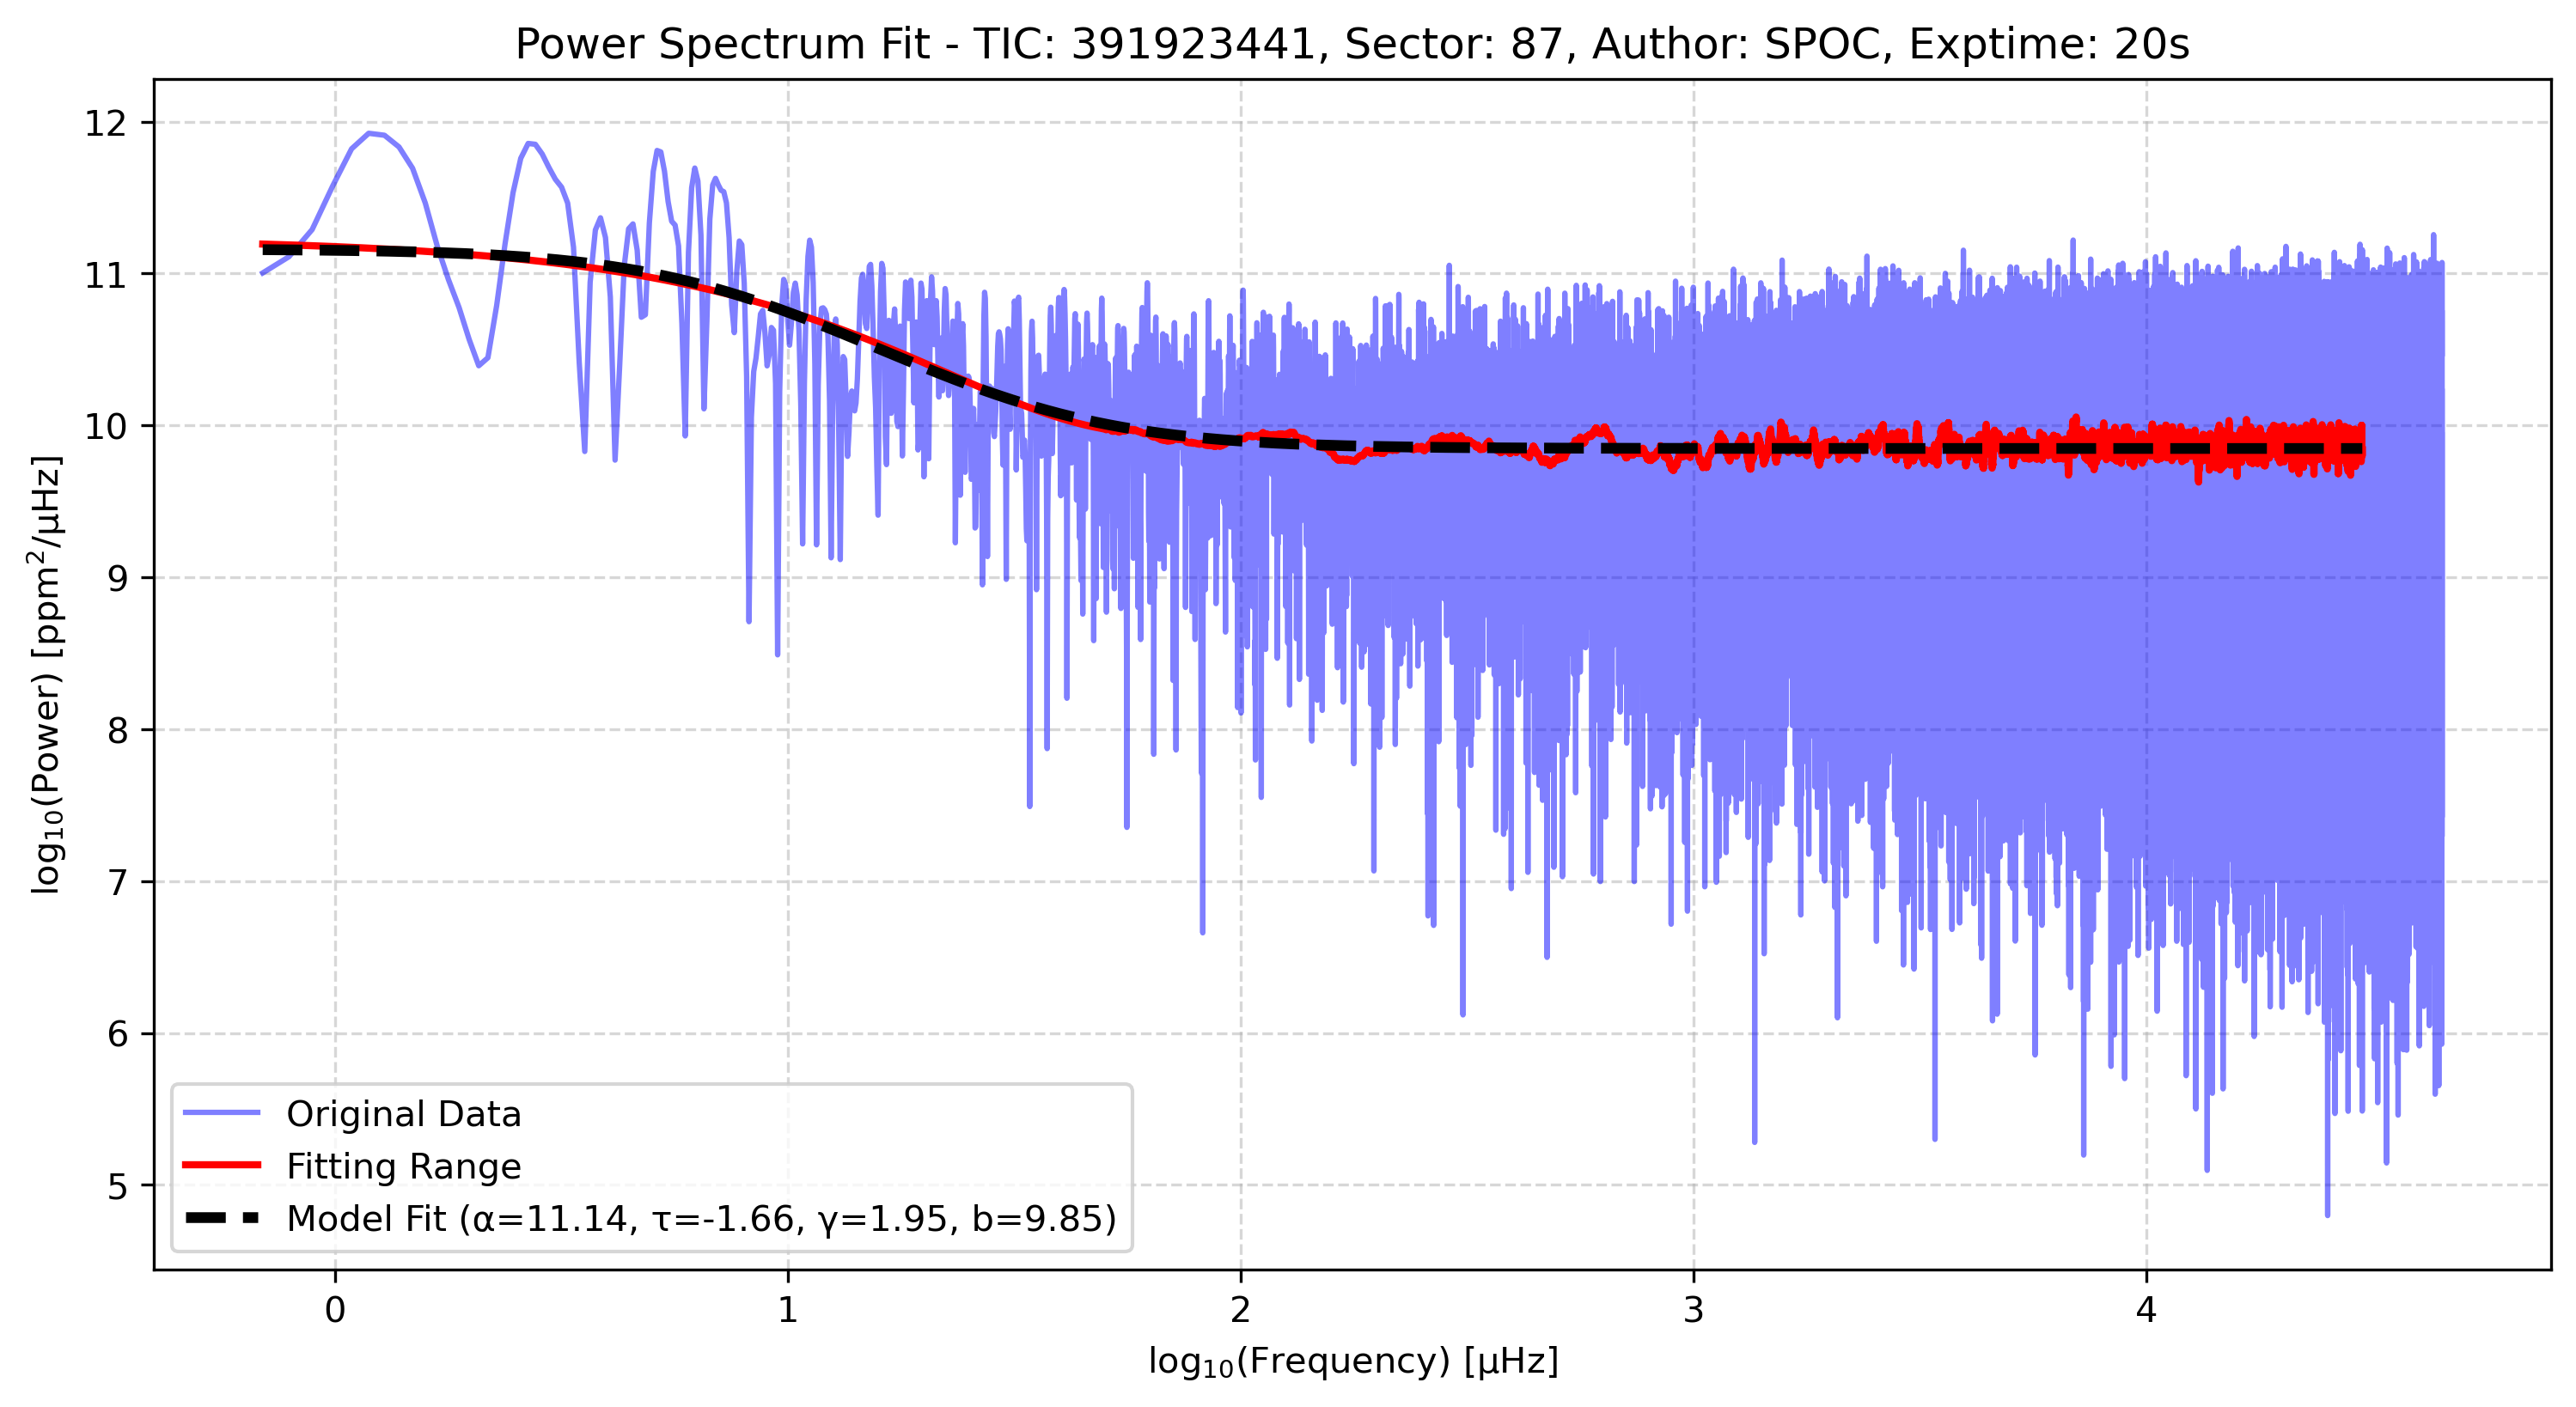 Power Spectrum Fit - TIC: 391923441, Sector: 87, Author: SPOC, Exptime: 20s
log₁₀(Power) [ppm²/μHz]
12
11
10
9
8
7
6
5
Original Data
Fitting Range
Model Fit (α=11.14, τ=-1.66, γ=1.95, b=9.85)
0 1 2 3 4
log₁₀(Frequency) [μHz]